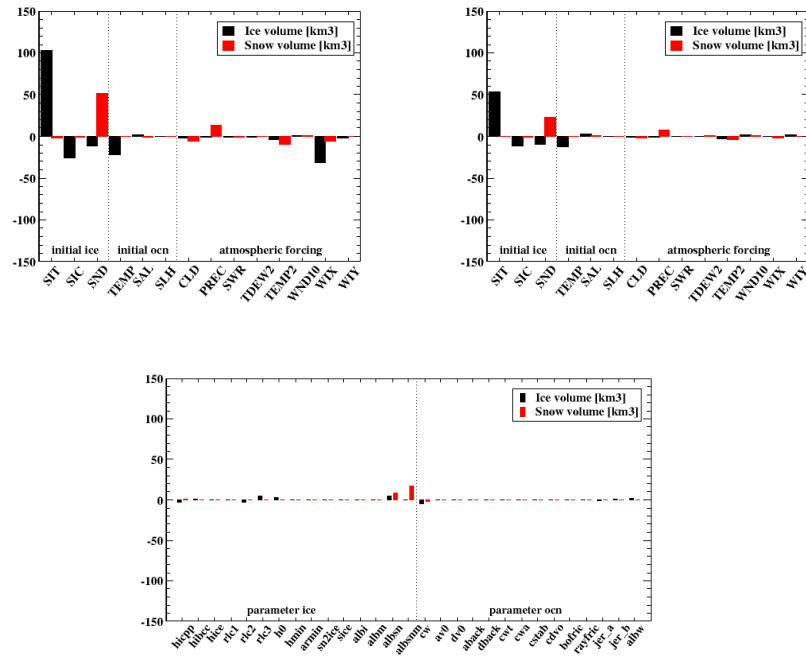 150
100
50
0
-50
-100
-150
Ice volume [km3]
Snow volume [km3]
initial ice
initial ocn
atmospheric forcing
SIT
SIC
SND
TEMP
SAL
SLH
CLD
PREC
SWR
TDEW2
TEMP2
WND10
WIX
WIY
150
100
50
0
-50
-100
-150
Ice volume [km3]
Snow volume [km3]
initial ice
initial ocn
atmospheric forcing
SIT
SIC
SND
TEMP
SAL
SLH
CLD
PREC
SWR
TDEW2
TEMP2
WND10
WIX
WIY
150
100
50
0
-50
-100
-150
Ice volume [km3]
Snow volume [km3]
parameter ice
parameter ocn
hicpp
hibcc
hice
rlc1
rlc2
rlc3
h0
hmin
armin
sn2ice
sice
albi
albm
albsn
albsnm
cw
av0
dv0
aback
dback
cwt
cwa
cstab
cdvo
bofric
rayfric
jer_a
jer_b
albw